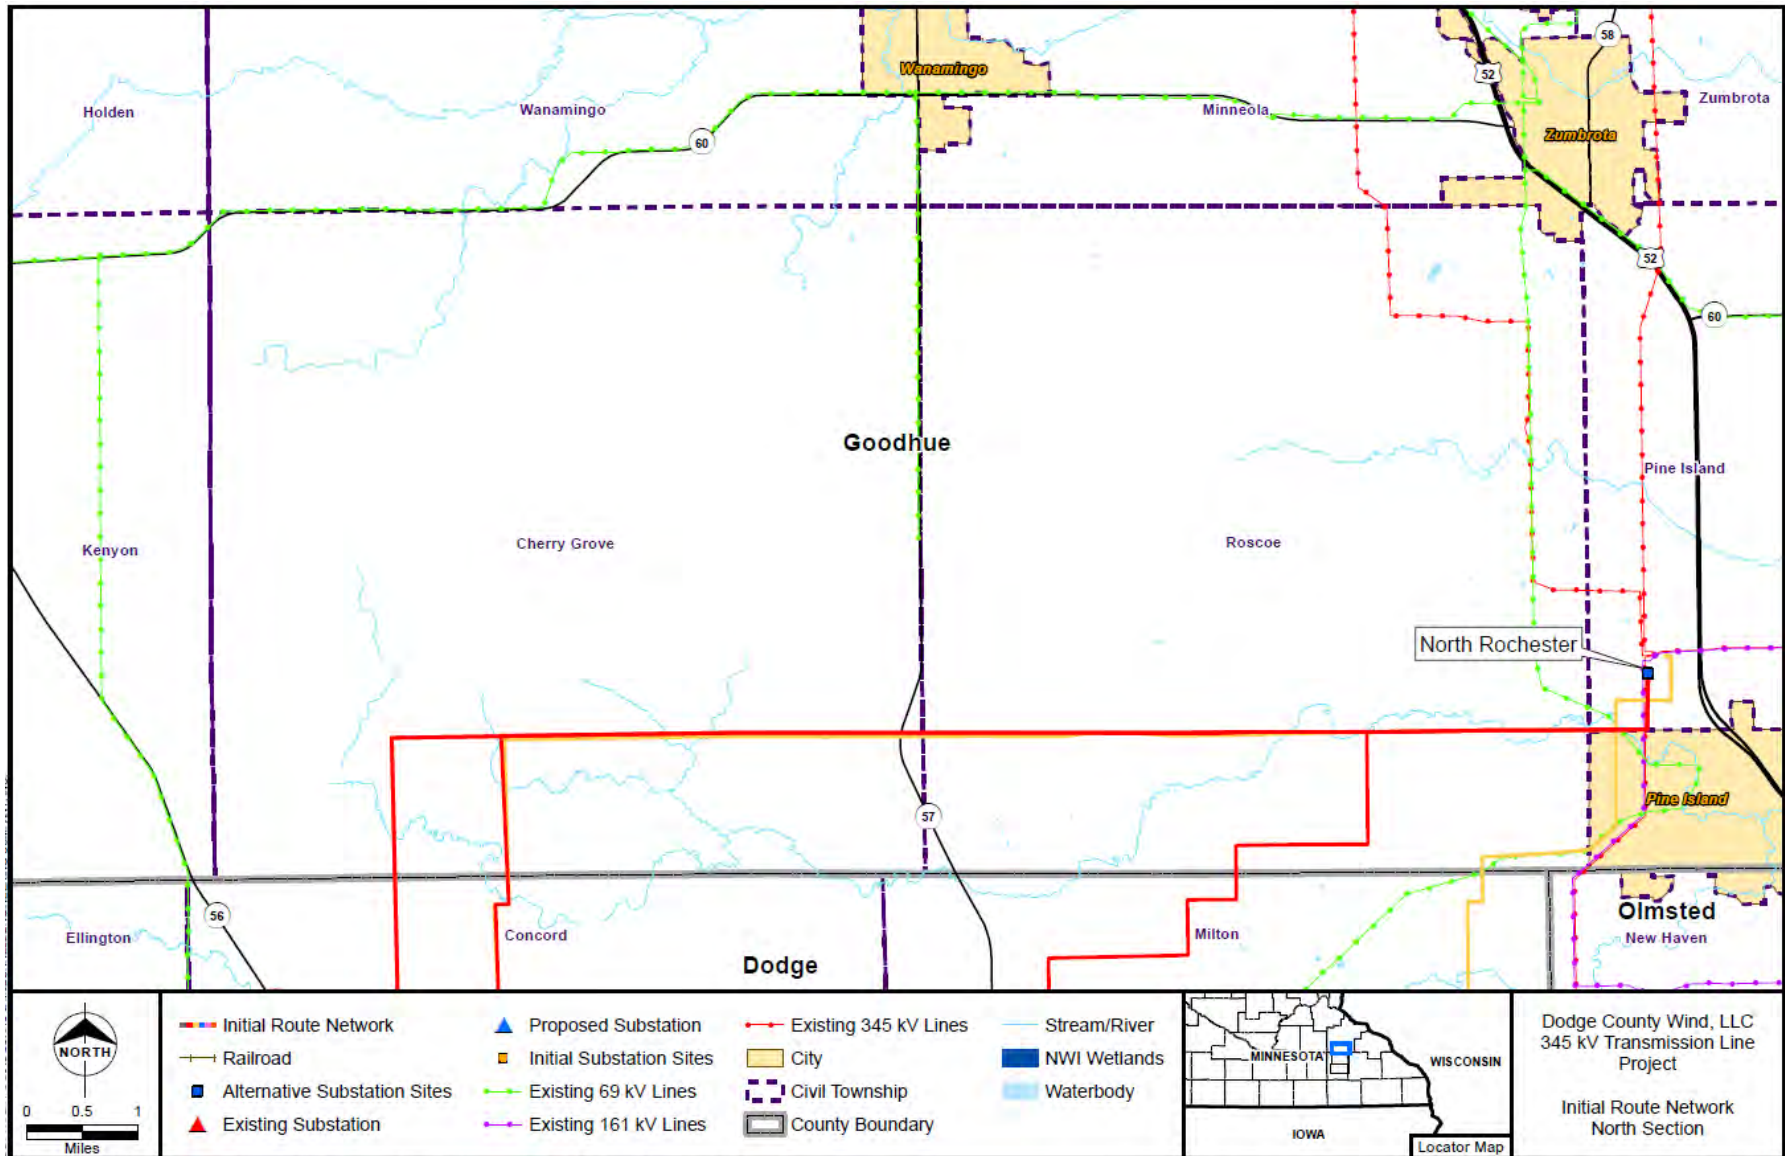 58
Wanamingo
52
Holden
Wanamingo
Minneola
Zumbrota
Zumbrota
60
52
60
Goodhue
Pine Island
Kenyon
Cherry Grove
Roscoe
North Rochester
Pine Island
57
56
Ellington
Concord
Milton
Olmsted
New Haven
Dodge
NORTH
0 0.5 1
Miles
Initial Route Network
Railroad
Alternative Substation Sites
Existing Substation
Proposed Substation
Initial Substation Sites
Existing 69 kV Lines
Existing 161 kV Lines
Existing 345 kV Lines
City
Civil Township
County Boundary
Stream/River
NWI Wetlands
Waterbody
MINNESOTA
WISCONSIN
IOWA
Locator Map
Dodge County Wind, LLC
345 kV Transmission Line
Project
Initial Route Network
North Section